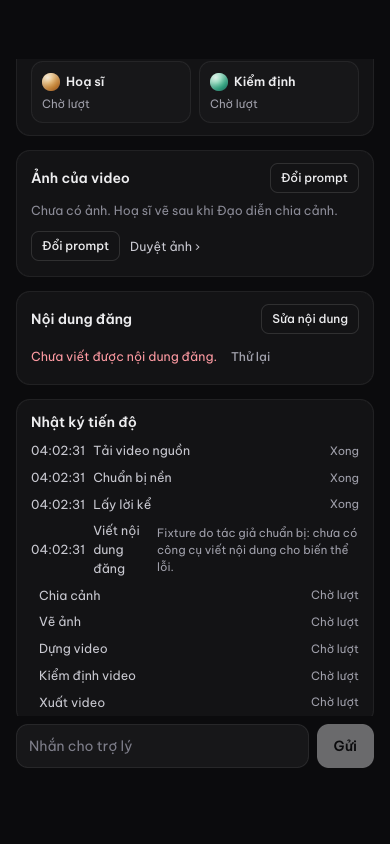 Hoạ sĩ
Chờ lượt
Kiểm định
Chờ lượt
Ảnh của video
Đổi prompt
Chưa có ảnh. Hoạ sĩ vẽ sau khi Đạo diễn chia cảnh.
Đổi prompt
Duyệt ảnh ›
Nội dung đăng
Sửa nội dung
Chưa viết được nội dung đăng.
Thử lại
Nhật ký tiến độ
04:02:31 Tải video nguồn Xong
04:02:31 Chuẩn bị nền Xong
04:02:31 Lấy lời kể Xong
04:02:31 Viết nội dung đăng
Fixture do tác giả chuẩn bị: chưa có
công cụ viết nội dung cho biến thể
lỗi.
Chia cảnh Chờ lượt
Vẽ ảnh Chờ lượt
Dựng video Chờ lượt
Kiểm định video Chờ lượt
Xuất video Chờ lượt
Nhắn cho trợ lý
Gửi